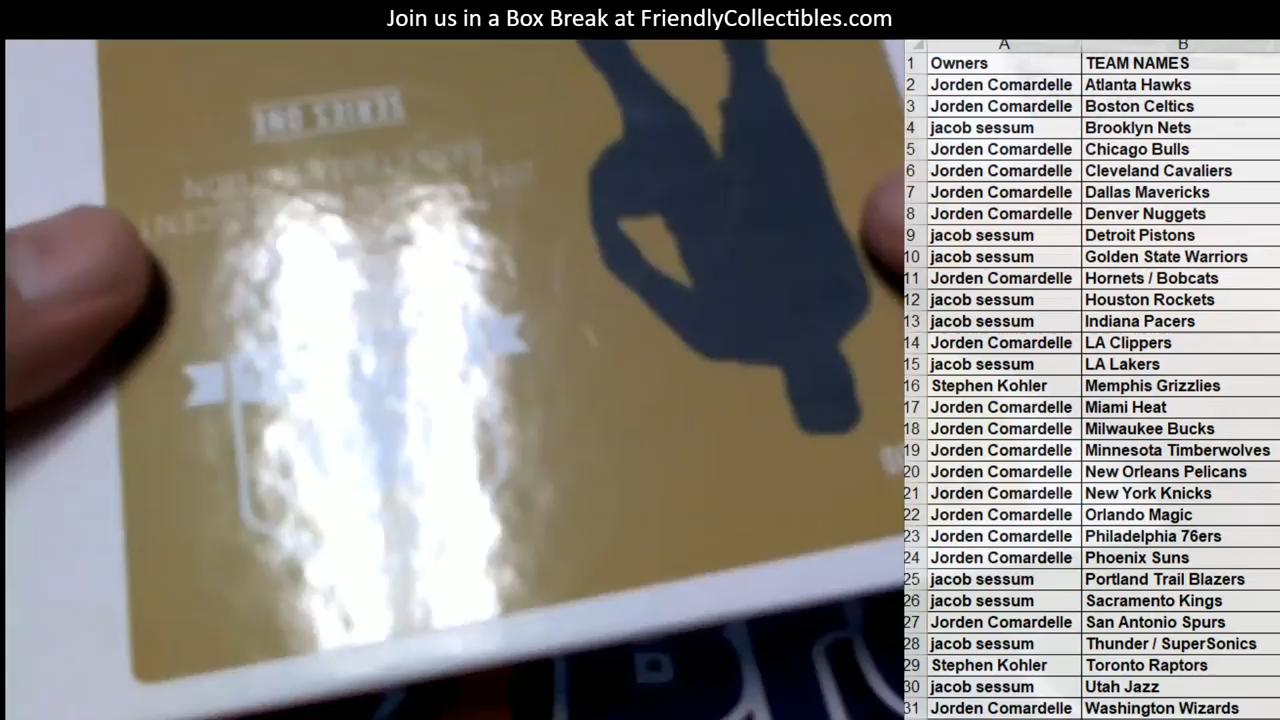 Join us in a Box Break at FriendlyCollectibles.com
A B
1 Owners TEAM NAMES
2 Jorden Comardelle Atlanta Hawks
3 Jorden Comardelle Boston Celtics
4 jacob sessum Brooklyn Nets
5 Jorden Comardelle Chicago Bulls
6 Jorden Comardelle Cleveland Cavaliers
7 Jorden Comardelle Dallas Mavericks
8 Jorden Comardelle Denver Nuggets
9 jacob sessum Detroit Pistons
10 jacob sessum Golden State Warriors
11 Jorden Comardelle Hornets / Bobcats
12 jacob sessum Houston Rockets
13 jacob sessum Indiana Pacers
14 Jorden Comardelle LA Clippers
15 jacob sessum LA Lakers
16 Stephen Kohler Memphis Grizzlies
17 Jorden Comardelle Miami Heat
18 Jorden Comardelle Milwaukee Bucks
19 Jorden Comardelle Minnesota Timberwolves
20 Jorden Comardelle New Orleans Pelicans
21 Jorden Comardelle New York Knicks
22 Jorden Comardelle Orlando Magic
23 Jorden Comardelle Philadelphia 76ers
24 Jorden Comardelle Phoenix Suns
25 jacob sessum Portland Trail Blazers
26 jacob sessum Sacramento Kings
27 Jorden Comardelle San Antonio Spurs
28 jacob sessum Thunder / SuperSonics
29 Stephen Kohler Toronto Raptors
30 jacob sessum Utah Jazz
31 Jorden Comardelle Washington Wizards
SERIES ONE